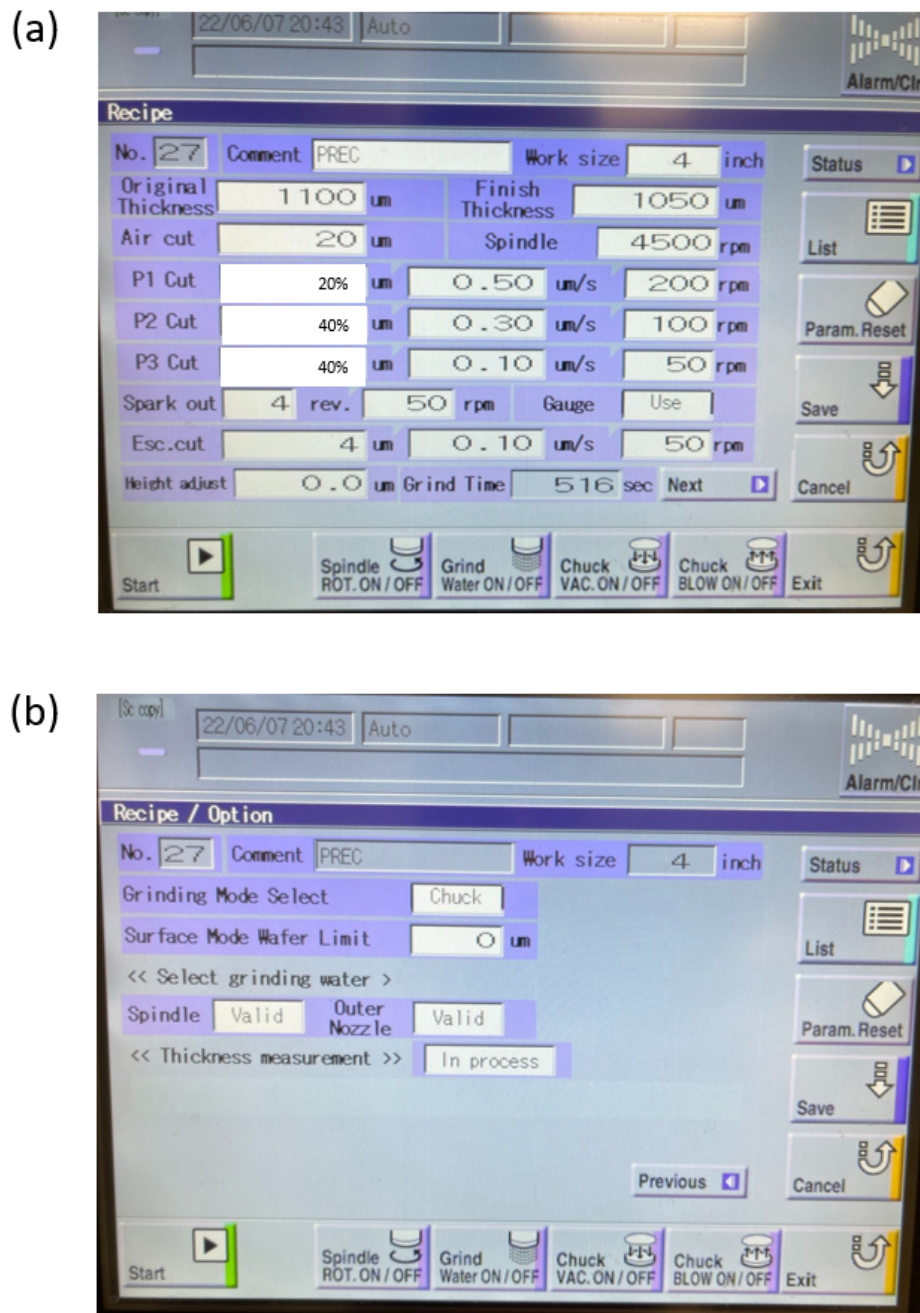 (a)
22/06/07 20:43 Auto
Alarm/Clr
Recipe
No. 27 Comment PREC Work size 4 inch
Status
Original Thickness 1100 um Finish Thickness 1050 um
List
Air cut 20 um Spindle 4500 rpm
P1 Cut 20% um 0.50 um/s 200 rpm
P2 Cut 40% um 0.30 um/s 100 rpm
Param. Reset
P3 Cut 40% um 0.10 um/s 50 rpm
Spark out 4 rev. 50 rpm Gauge Use
Save
Esc.cut 4 um 0.10 um/s 50 rpm
Height adjust 0.0 um Grind Time 516 sec Next
Cancel
Start
Spindle ROT. ON / OFF
Grind Water ON / OFF
Chuck VAC. ON / OFF
Chuck BLOW ON / OFF
Exit
(b)
[Sc copy]
22/06/07 20:43 Auto
Alarm/Clr
Recipe / Option
No. 27 Comment PREC Work size 4 inch
Status
Grinding Mode Select Chuck
Surface Mode Wafer Limit 0 um
List
<< Select grinding water >
Spindle Valid Outer Nozzle Valid
Param. Reset
<< Thickness measurement >> In process
Save
Previous
Cancel
Start
Spindle ROT. ON / OFF
Grind Water ON / OFF
Chuck VAC. ON / OFF
Chuck BLOW ON / OFF
Exit